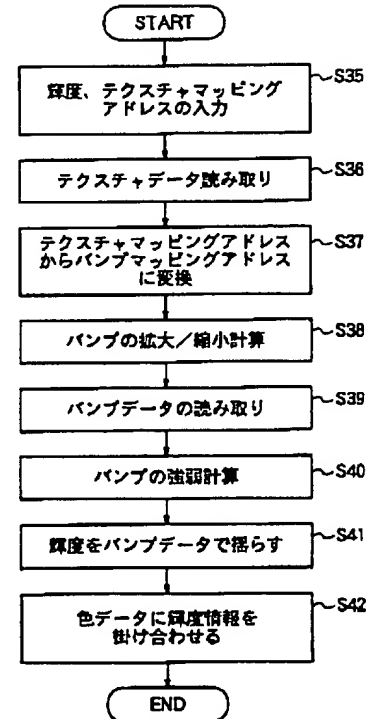 START
輝度、テクスチャマッピング
アドレスの入力
S35
テクスチャデータ読み取り
S36
テクスチャマッピングアドレス
からバンプマッピングアドレス
に変換
S37
バンプの拡大/縮小計算
S38
バンプデータの読み取り
S39
バンプの強弱計算
S40
輝度をバンプデータで揺らす
S41
色データに輝度情報を
掛け合わせる
S42
END